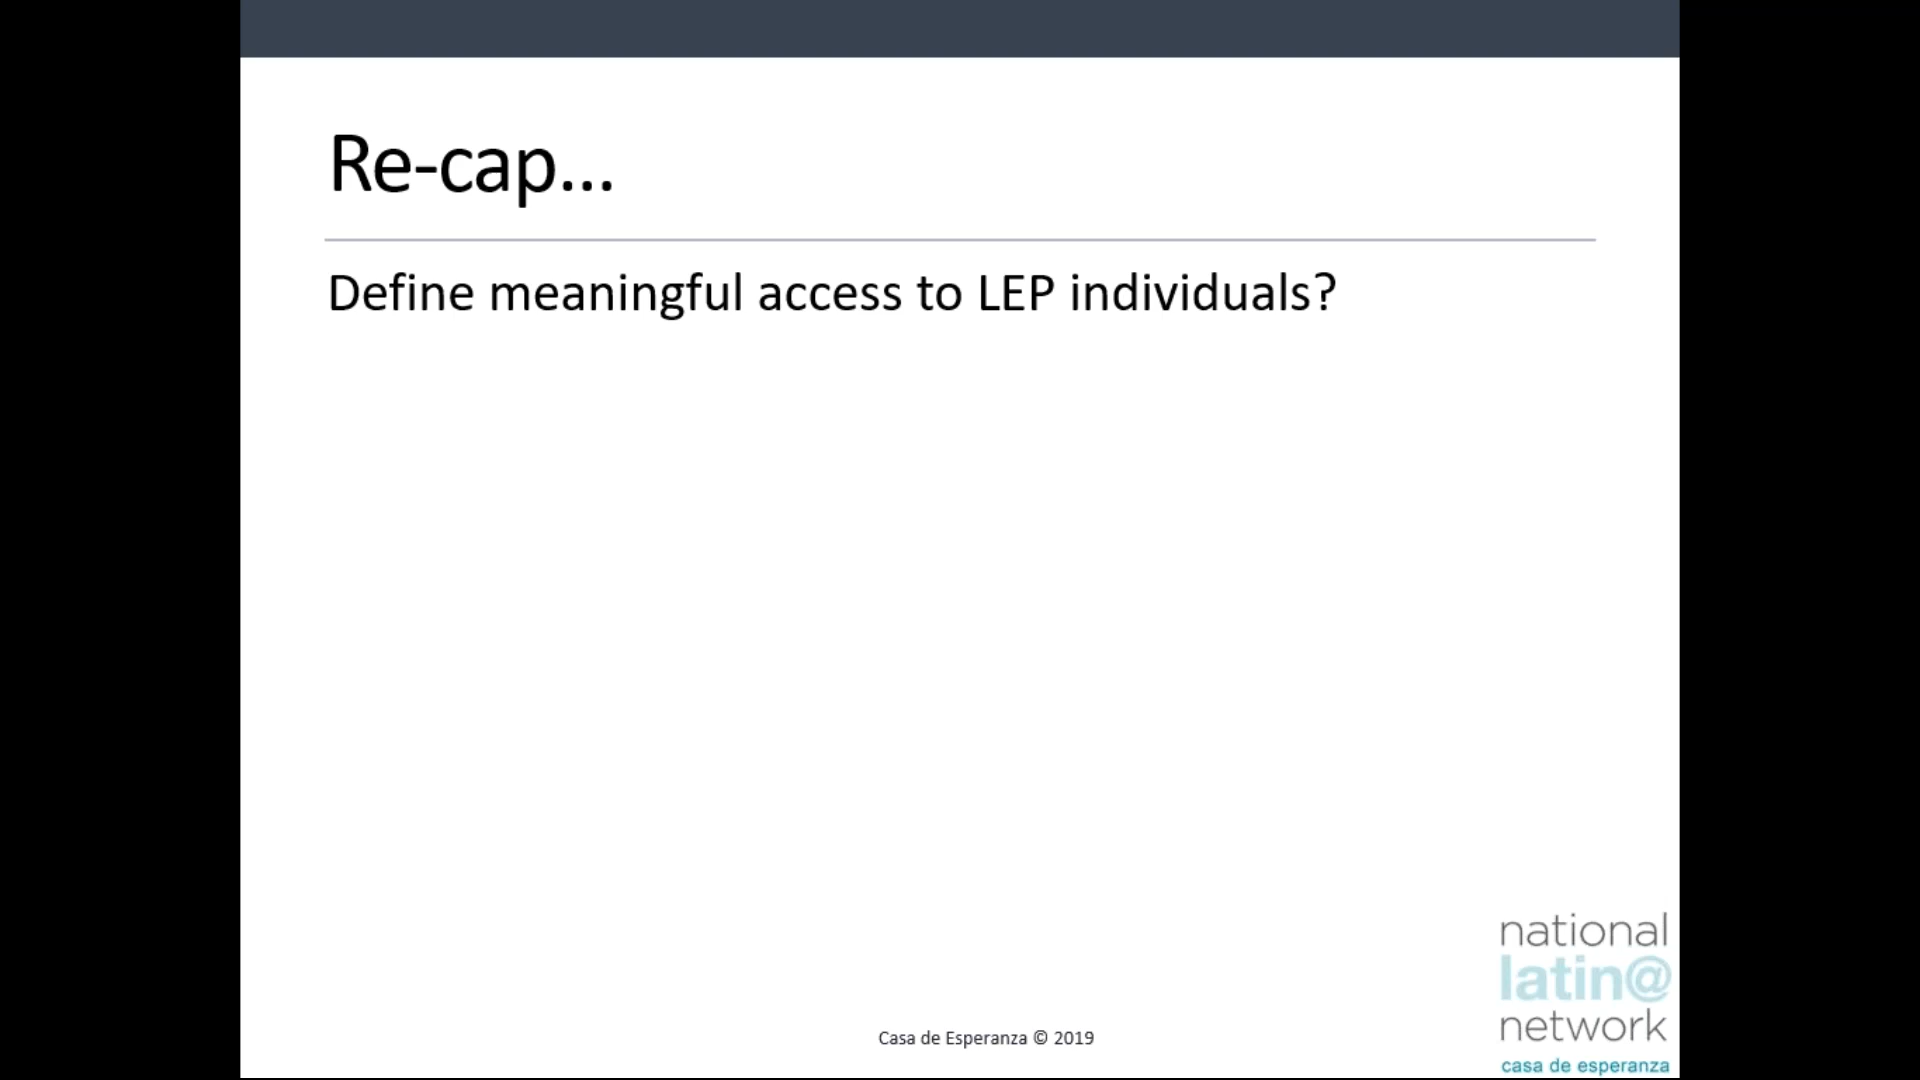 Re-cap...
Define meaningful access to LEP individuals?
Casa de Esperanza © 2019
national
latin@
network
casa de esperanza